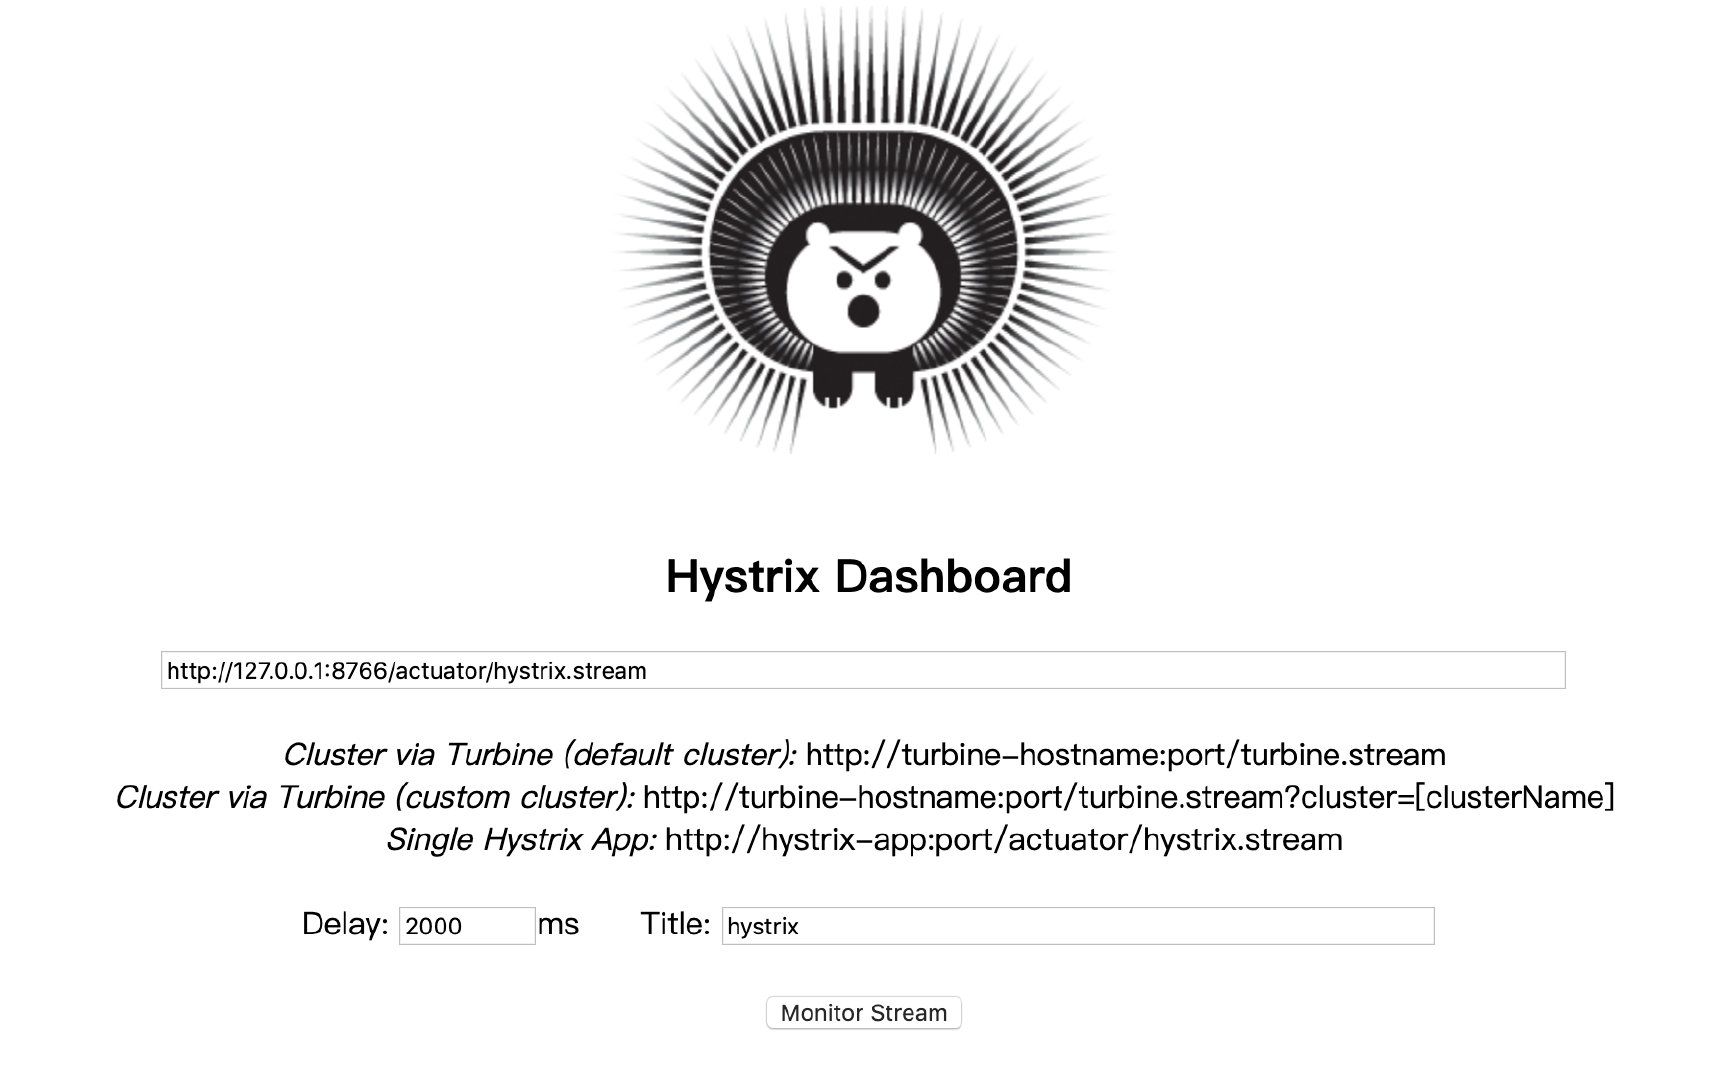 Hystrix Dashboard
http://127.0.0.1:8766/actuator/hystrix.stream
Cluster via Turbine (default cluster): http://turbine-hostname:port/turbine.stream
Cluster via Turbine (custom cluster): http://turbine-hostname:port/turbine.stream?cluster=[clusterName]
Single Hystrix App: http://hystrix-app:port/actuator/hystrix.stream
Delay: 2000 ms Title: hystrix
Monitor Stream